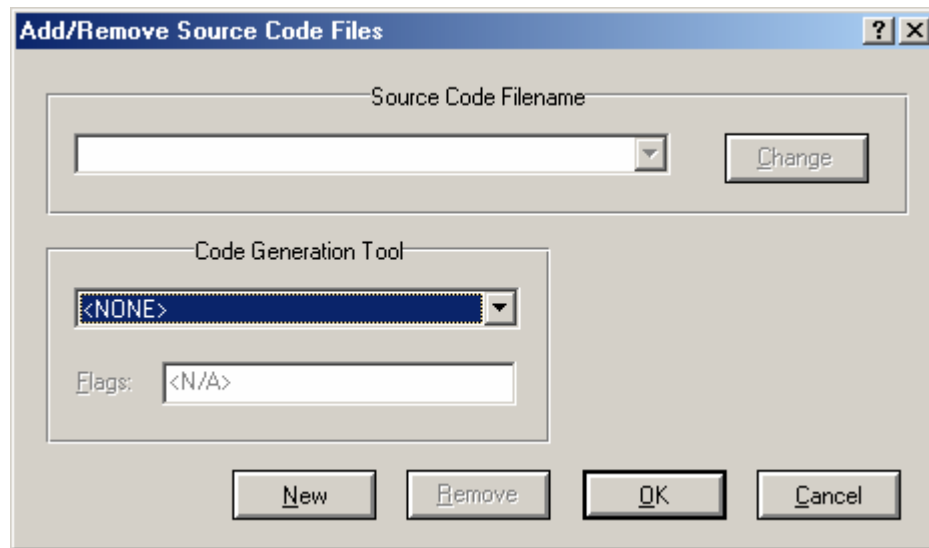 Add/Remove Source Code Files
Source Code Filename
Change
Code Generation Tool
<NONE>
Flags: <N/A>
New Remove OK Cancel